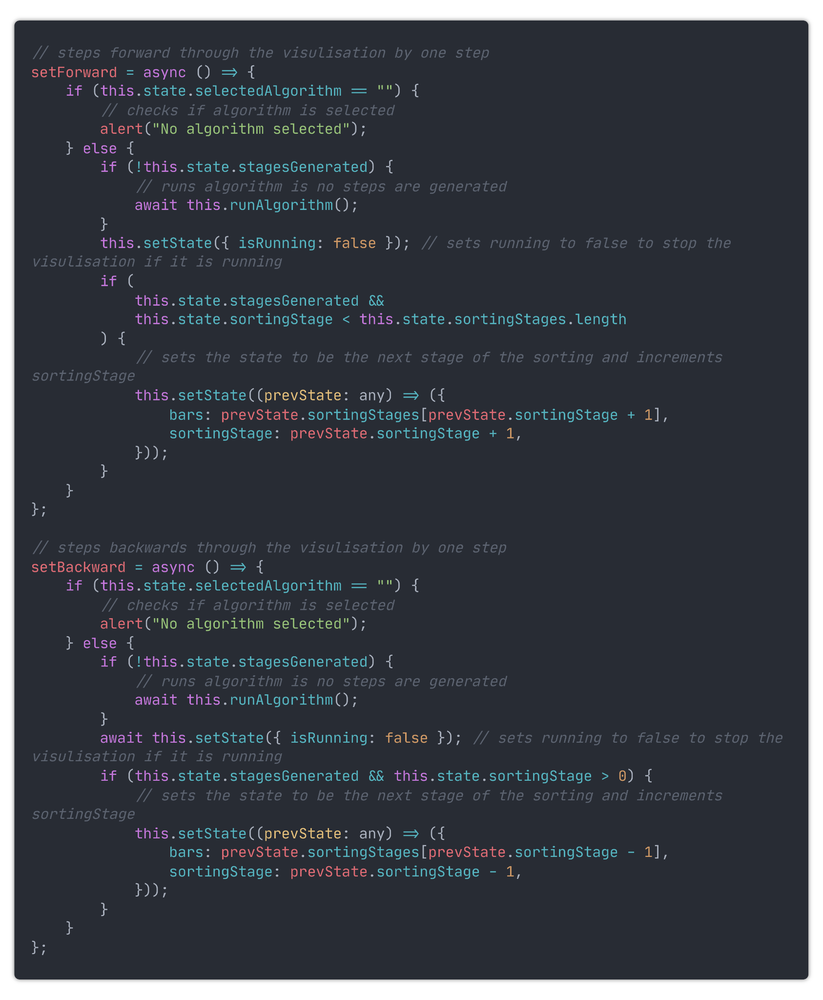 // steps forward through the visulisation by one step
setForward = async () => {
    if (this.state.selectedAlgorithm == "") {
        // checks if algorithm is selected
        alert("No algorithm selected");
    } else {
        if (!this.state.stagesGenerated) {
            // runs algorithm is no steps are generated
            await this.runAlgorithm();
        }
        this.setState({ isRunning: false }); // sets running to false to stop the
visulisation if it is running
        if (
            this.state.stagesGenerated &&
            this.state.sortingStage < this.state.sortingStages.length
        ) {
            // sets the state to be the next stage of the sorting and increments
sortingStage
            this.setState((prevState: any) => ({
                bars: prevState.sortingStages[prevState.sortingStage + 1],
                sortingStage: prevState.sortingStage + 1,
            }));
        }
    }
};

// steps backwards through the visulisation by one step
setBackward = async () => {
    if (this.state.selectedAlgorithm == "") {
        // checks if algorithm is selected
        alert("No algorithm selected");
    } else {
        if (!this.state.stagesGenerated) {
            // runs algorithm is no steps are generated
            await this.runAlgorithm();
        }
        await this.setState({ isRunning: false }); // sets running to false to stop the
visulisation if it is running
        if (this.state.stagesGenerated && this.state.sortingStage > 0) {
            // sets the state to be the next stage of the sorting and increments
sortingStage
            this.setState((prevState: any) => ({
                bars: prevState.sortingStages[prevState.sortingStage - 1],
                sortingStage: prevState.sortingStage - 1,
            }));
        }
    }
};